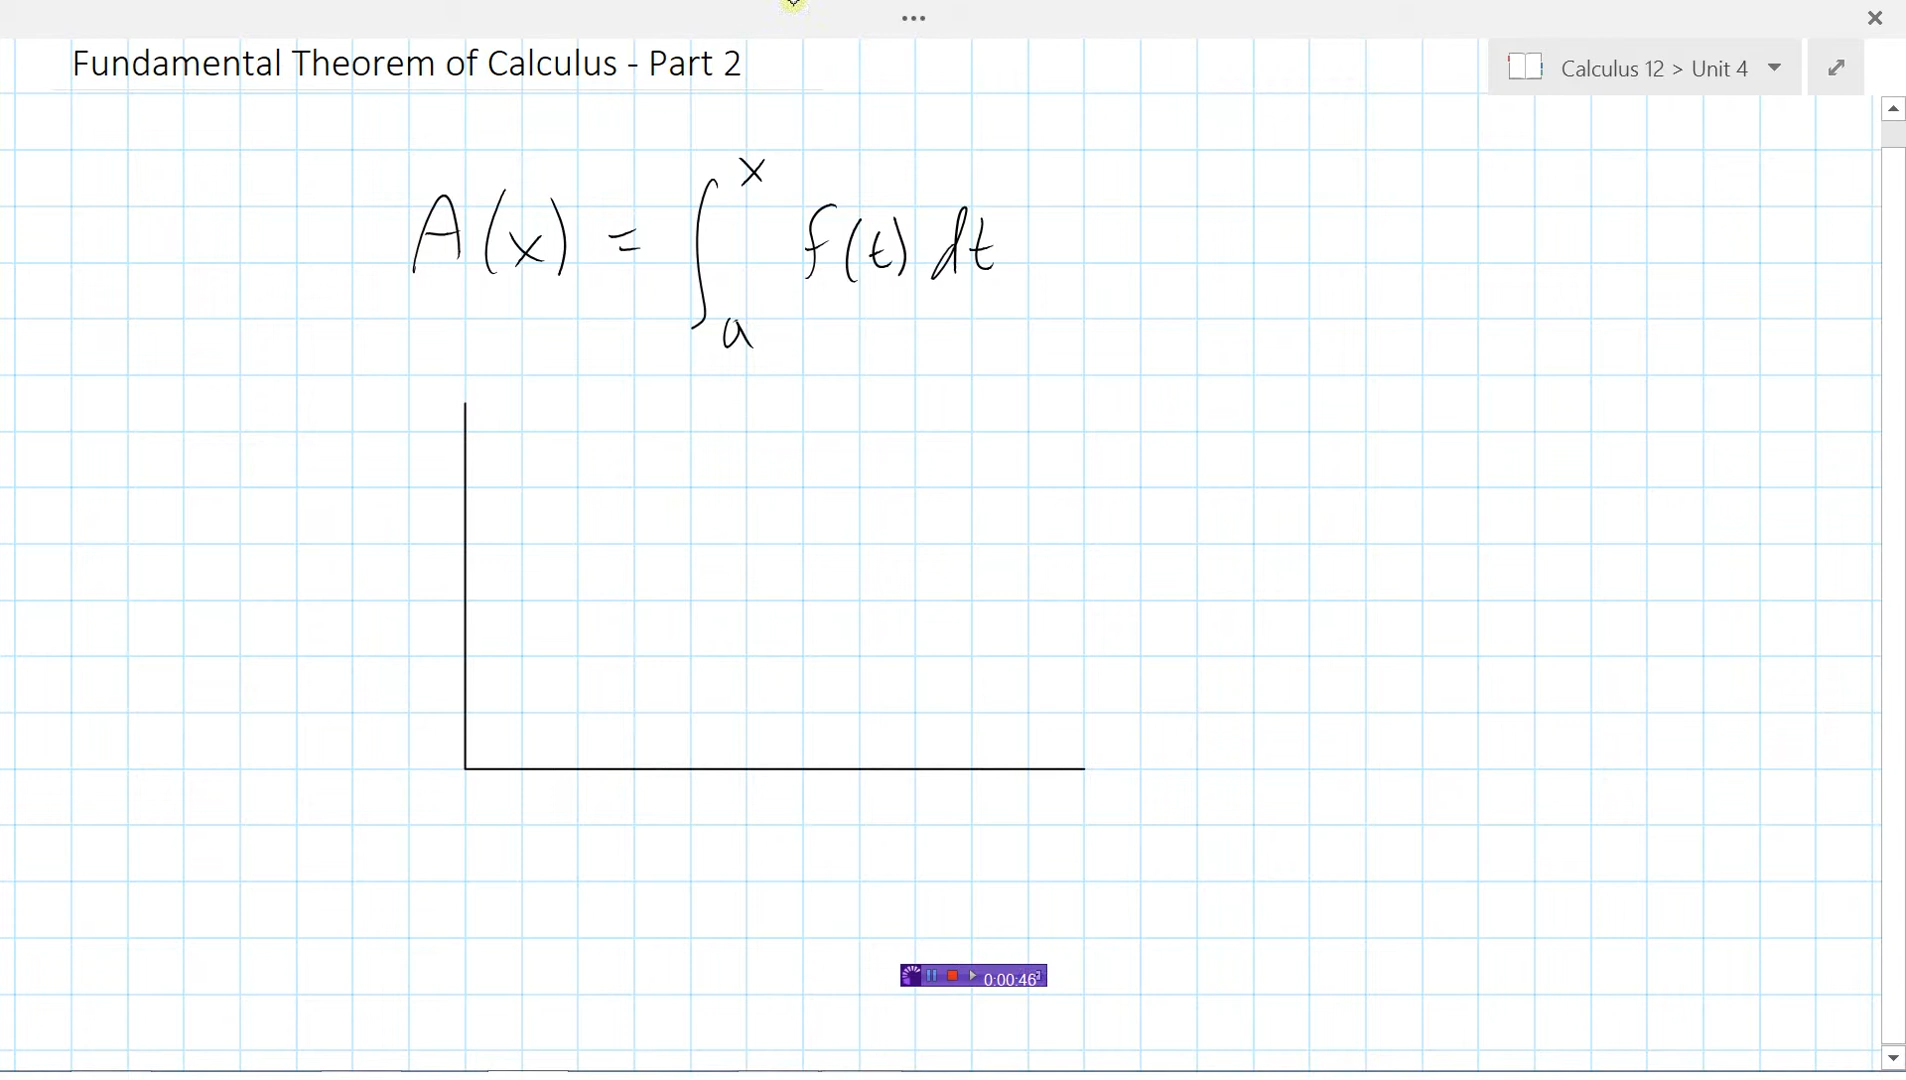 Fundamental Theorem of Calculus - Part 2
Calculus 12 > Unit 4
A(x) = ∫ₐˣ f(t) dt
0:00:46